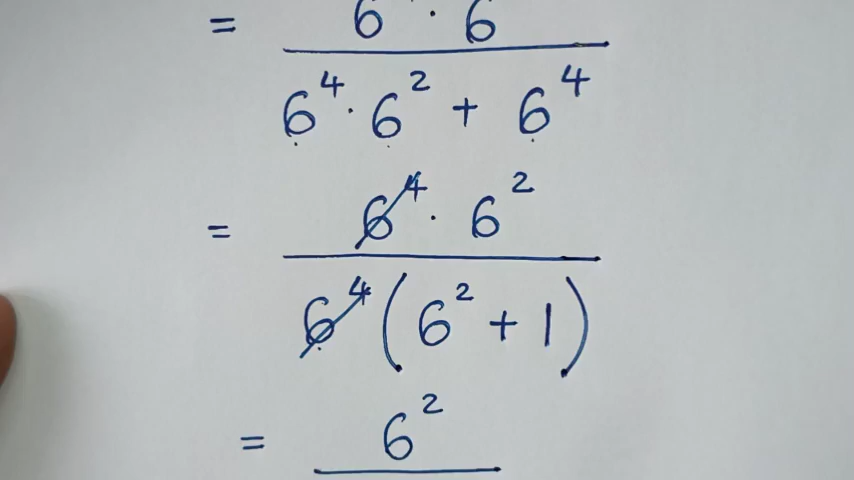 = 6 · 6
6⁴ · 6² + 6⁴
= 6⁴ · 6²
6⁴ ( 6² + 1 )
= 6²